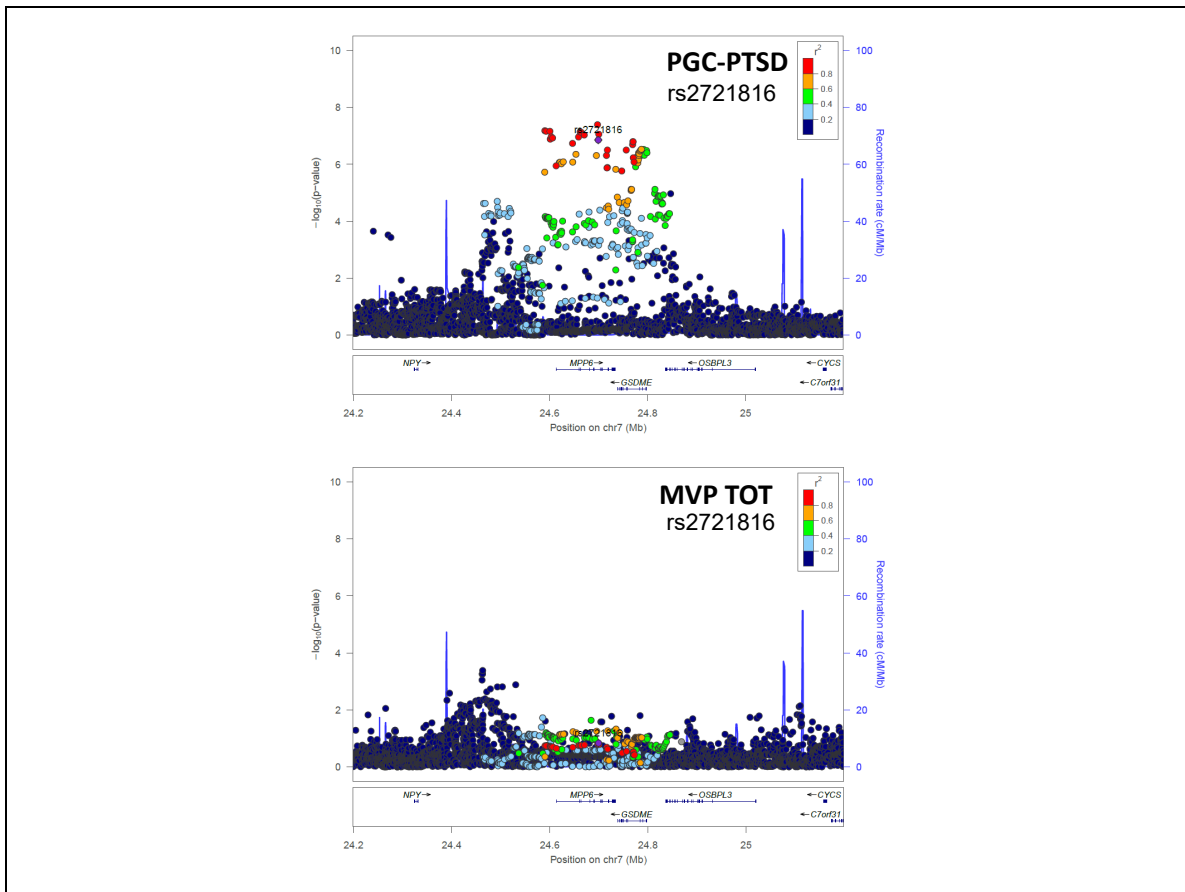 PGC-PTSD
rs2721816
r2
0.8
0.6
0.4
0.2
10
8
6
4
2
0
−log10(p−value)
100
80
60
40
20
0
Recombination rate (cM/Mb)
rs2721816
NPY→
MPP6→
←OSBPL3
←CYCS
←GSDME
←C7orf31
24.2 24.4 24.6 24.8 25
Position on chr7 (Mb)
MVP TOT
rs2721816
r2
0.8
0.6
0.4
0.2
10
8
6
4
2
0
−log10(p−value)
100
80
60
40
20
0
Recombination rate (cM/Mb)
rs2721816
NPY→
MPP6→
←OSBPL3
←CYCS
←GSDME
←C7orf31
24.2 24.4 24.6 24.8 25
Position on chr7 (Mb)